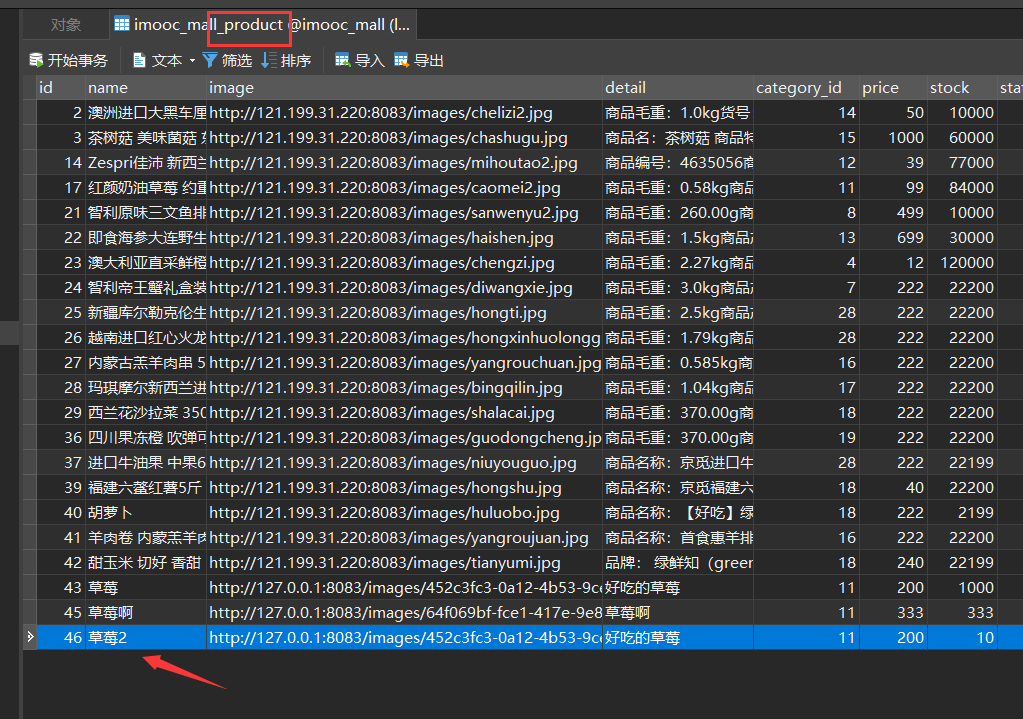 对象 imooc_mall_product @imooc_mall (l...
开始事务 文本 筛选 排序 导入 导出
id name image detail category_id price stock sta
2 澳洲进口大黑车厘 http://121.199.31.220:8083/images/chelizi2.jpg 商品毛重：1.0kg货号 14 50 10000
3 茶树菇 美味菌菇 http://121.199.31.220:8083/images/chashugu.jpg 商品名：茶树菇 商品特 15 1000 60000
14 Zespri佳沛 新西兰 http://121.199.31.220:8083/images/mihoutao2.jpg 商品编号：4635056商 12 39 77000
17 红颜奶油草莓 约重 http://121.199.31.220:8083/images/caomei2.jpg 商品毛重：0.58kg商品 11 99 84000
21 智利原味三文鱼排 http://121.199.31.220:8083/images/sanwenyu2.jpg 商品毛重：260.00g商 8 499 10000
22 即食海参大连野生 http://121.199.31.220:8083/images/haishen.jpg 商品毛重：1.5kg商品 13 699 30000
23 澳大利亚直采鲜橙 http://121.199.31.220:8083/images/chengzi.jpg 商品毛重：2.27kg商品 4 12 120000
24 智利帝王蟹礼盒装 http://121.199.31.220:8083/images/diwangxie.jpg 商品毛重：3.0kg商品 7 222 22200
25 新疆库尔勒克伦生 http://121.199.31.220:8083/images/hongti.jpg 商品毛重：2.5kg商品 28 222 22200
26 越南进口红心火龙 http://121.199.31.220:8083/images/hongxinhuolongg 商品毛重：1.79kg商品 28 222 22200
27 内蒙古羔羊肉串 5 http://121.199.31.220:8083/images/yangrouchuan.jpg 商品毛重：0.585kg商 16 222 22200
28 玛琪摩尔新西兰进 http://121.199.31.220:8083/images/bingqilin.jpg 商品毛重：1.04kg商品 17 222 22200
29 西兰花沙拉菜 350 http://121.199.31.220:8083/images/shalacai.jpg 商品毛重：370.00g商 18 222 22200
36 四川果冻橙 吹弹可 http://121.199.31.220:8083/images/guodongcheng.jp 商品毛重：370.00g商 19 222 22200
37 进口牛油果 中果6 http://121.199.31.220:8083/images/niuyouguo.jpg 商品名称：京觅进口牛 28 222 22199
39 福建六鳌红薯5斤 http://121.199.31.220:8083/images/hongshu.jpg 商品名称：京觅福建六 18 40 22200
40 胡萝卜 http://121.199.31.220:8083/images/huluobo.jpg 商品名称：【好吃】绿 18 222 2199
41 羊肉卷 内蒙羔羊肉 http://121.199.31.220:8083/images/yangroujuan.jpg 商品名称：首食惠羊排 16 222 22199
42 甜玉米 切好 香甜 http://121.199.31.220:8083/images/tianyumi.jpg 品牌： 绿鲜知（green 18 240 22199
43 草莓 http://127.0.0.1:8083/images/452c3fc3-0a12-4b53-9c 好吃的草莓 11 200 1000
45 草莓啊 http://127.0.0.1:8083/images/64f069bf-fce1-417e-9e8 草莓啊 11 333 333
46 草莓2 http://127.0.0.1:8083/images/452c3fc3-0a12-4b53-9c 好吃的草莓 11 200 10